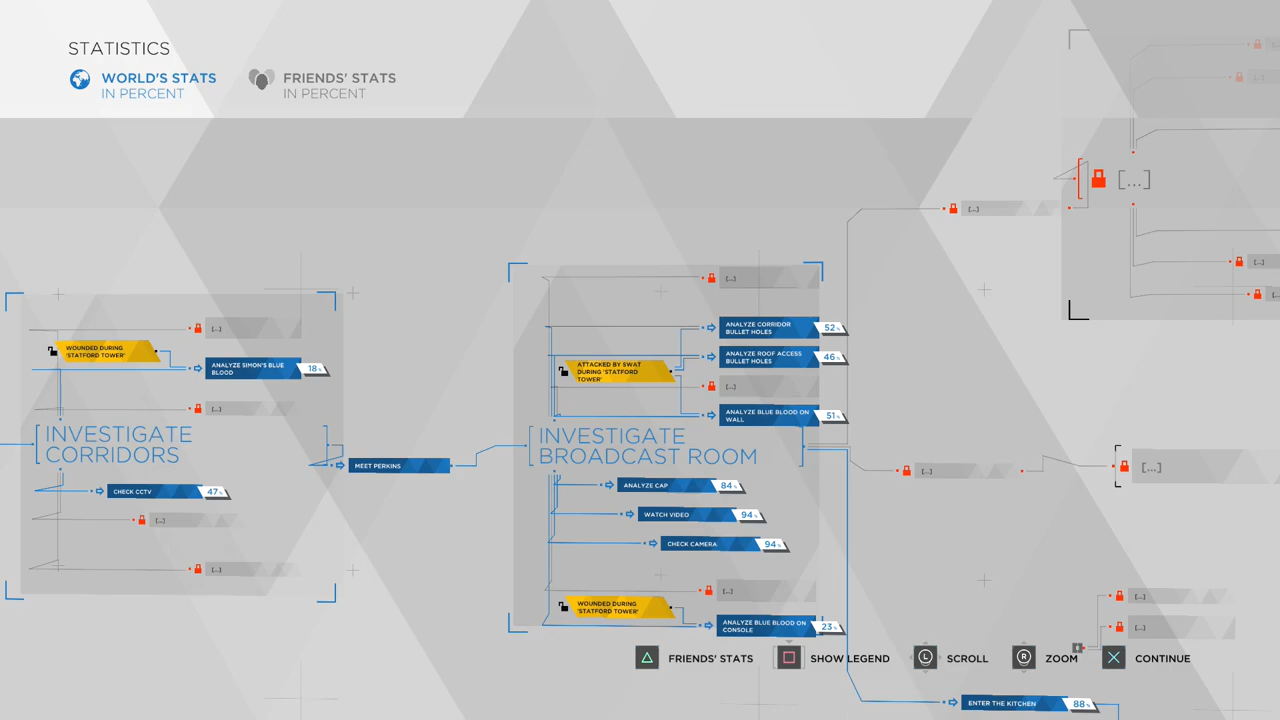 STATISTICS
WORLD'S STATS
IN PERCENT
FRIENDS' STATS
IN PERCENT
[...]
[...]
[...]
[...]
[...]
WOUNDED DURING
'STATFORD TOWER'
ANALYZE SIMON'S BLUE
BLOOD
18%
[...]
INVESTIGATE
CORRIDORS
CHECK CCTV
47%
[...]
[...]
MEET PERKINS
[...]
ANALYZE CORRIDOR
BULLET HOLES
52%
ATTACKED BY SWAT
DURING 'STATFORD
TOWER'
ANALYZE ROOF ACCESS
BULLET HOLES
46%
[...]
ANALYZE BLUE BLOOD ON
WALL
51%
INVESTIGATE
BROADCAST ROOM
ANALYZE CAP
84%
WATCH VIDEO
94%
CHECK CAMERA
94%
[...]
WOUNDED DURING
'STATFORD TOWER'
ANALYZE BLUE BLOOD ON
CONSOLE
23%
[...]
[...]
[...]
[...]
ENTER THE KITCHEN
88%
FRIENDS' STATS
SHOW LEGEND
L
SCROLL
R
ZOOM
CONTINUE